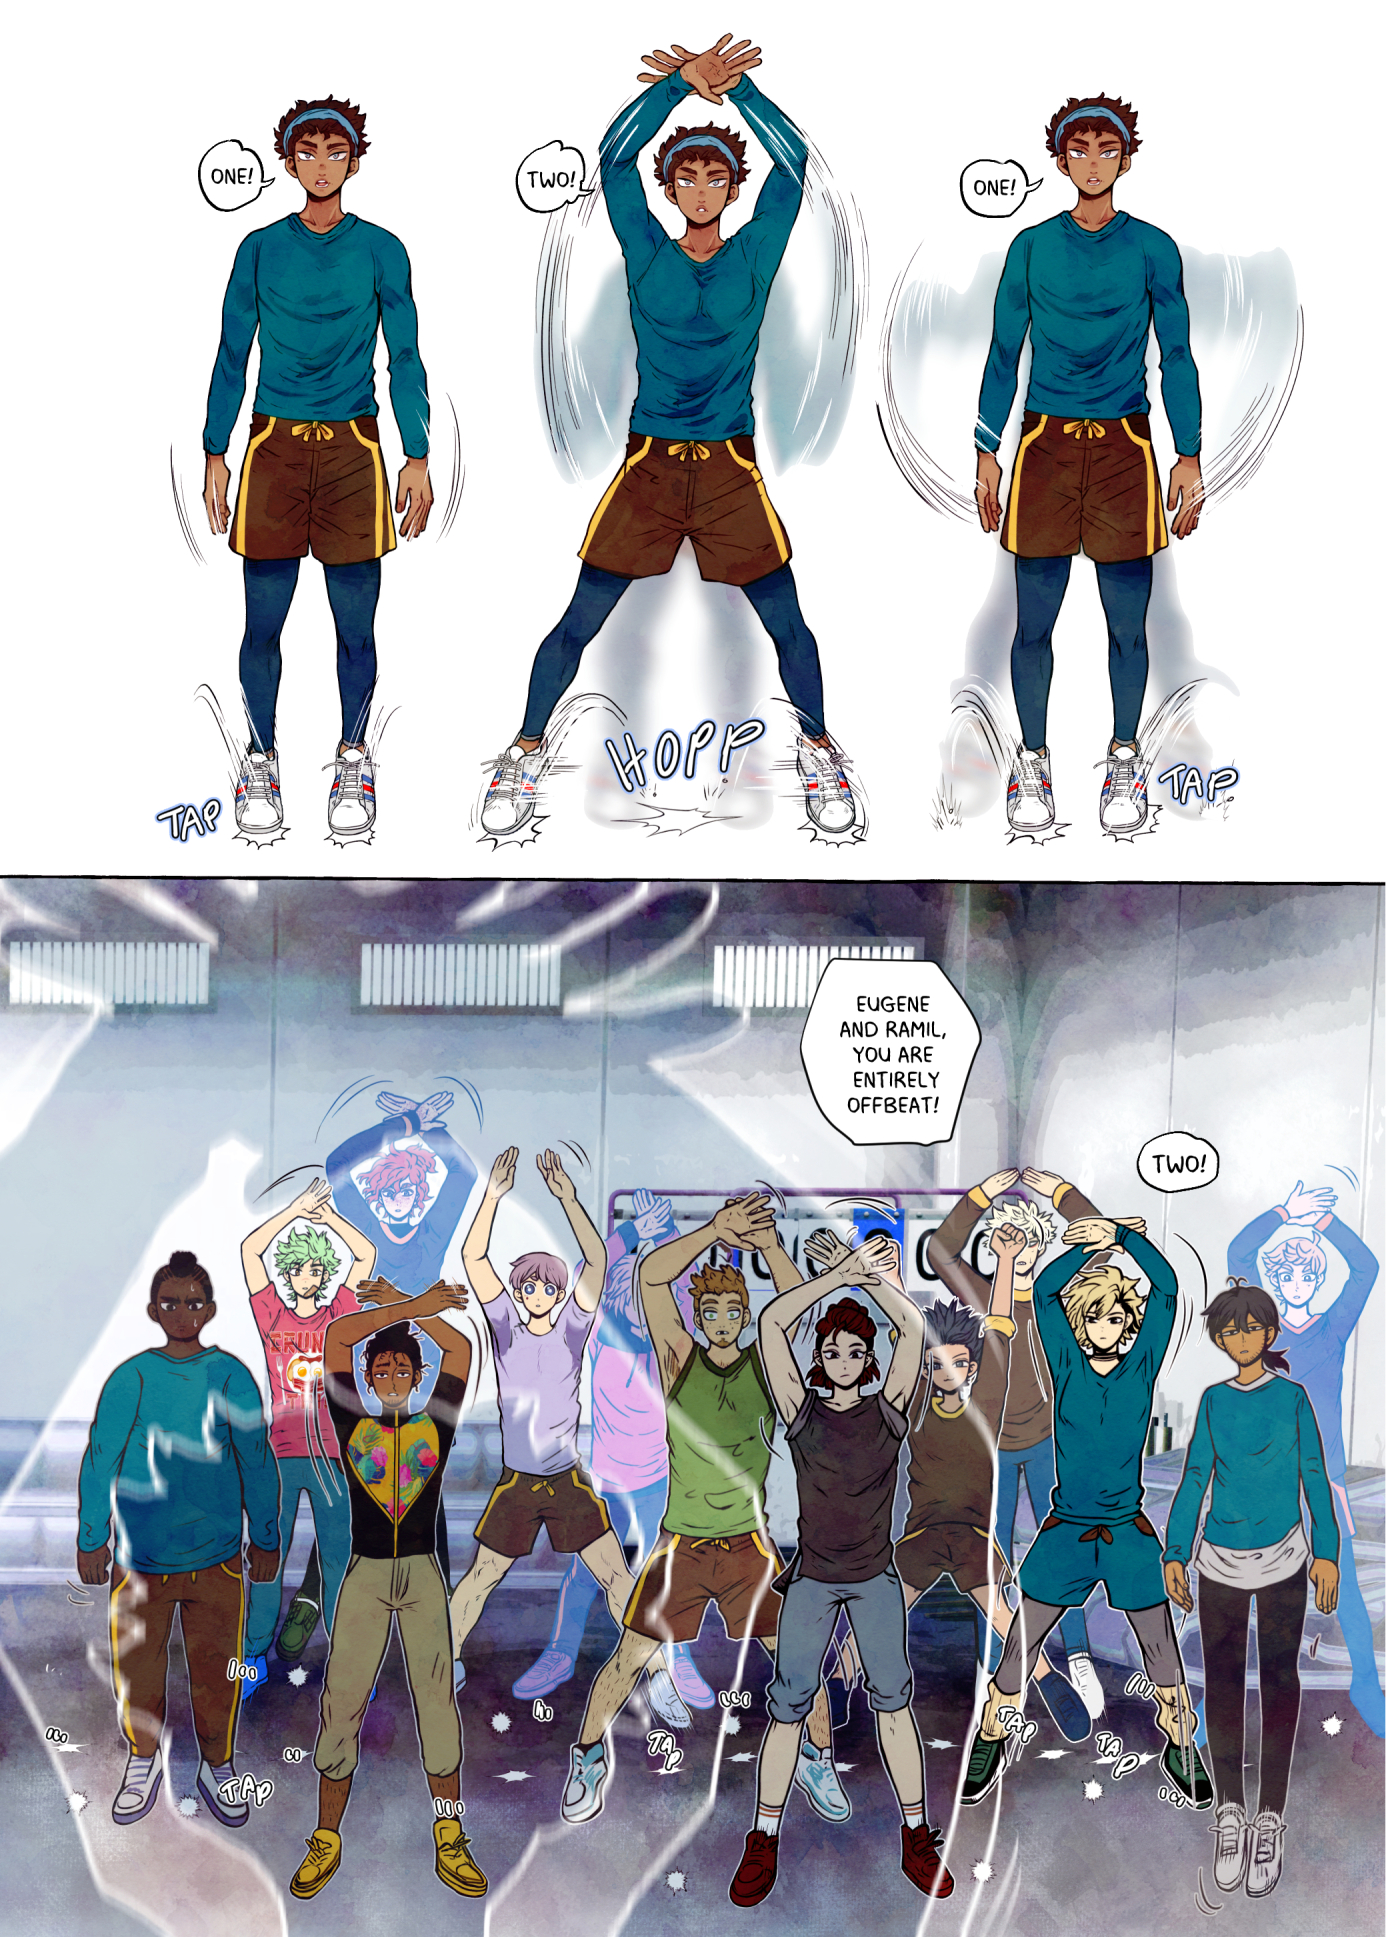 ONE!
TWO!
ONE!
HOPP
TAP
TAP
EUGENE
AND RAMIL,
YOU ARE
ENTIRELY
OFFBEAT!
TWO!
TAP
TAP
TAP
TAP